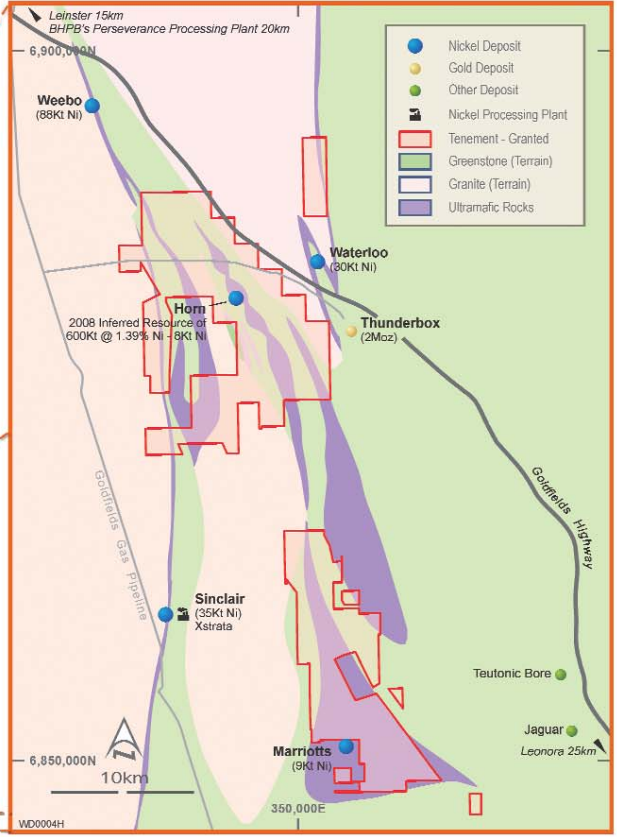 Leinster 15km
BHPB's Perseverance Processing Plant 20km
6,900,000N
Weebo
(88Kt Ni)
Nickel Deposit
Gold Deposit
Other Deposit
Nickel Processing Plant
Tenement - Granted
Greenstone (Terrain)
Granite (Terrain)
Ultramafic Rocks
Waterloo
(30Kt Ni)
Horn
2008 Inferred Resource of
600Kt @ 1.39% Ni - 8Kt Ni
Thunderbox
(2Moz)
Goldfields Gas Pipeline
Goldfields Highway
Sinclair
(35Kt Ni)
Xstrata
Teutonic Bore
Jaguar
Leonora 25km
Marriotts
(9Kt Ni)
6,850,000N
10km
350,000E
WD0004H